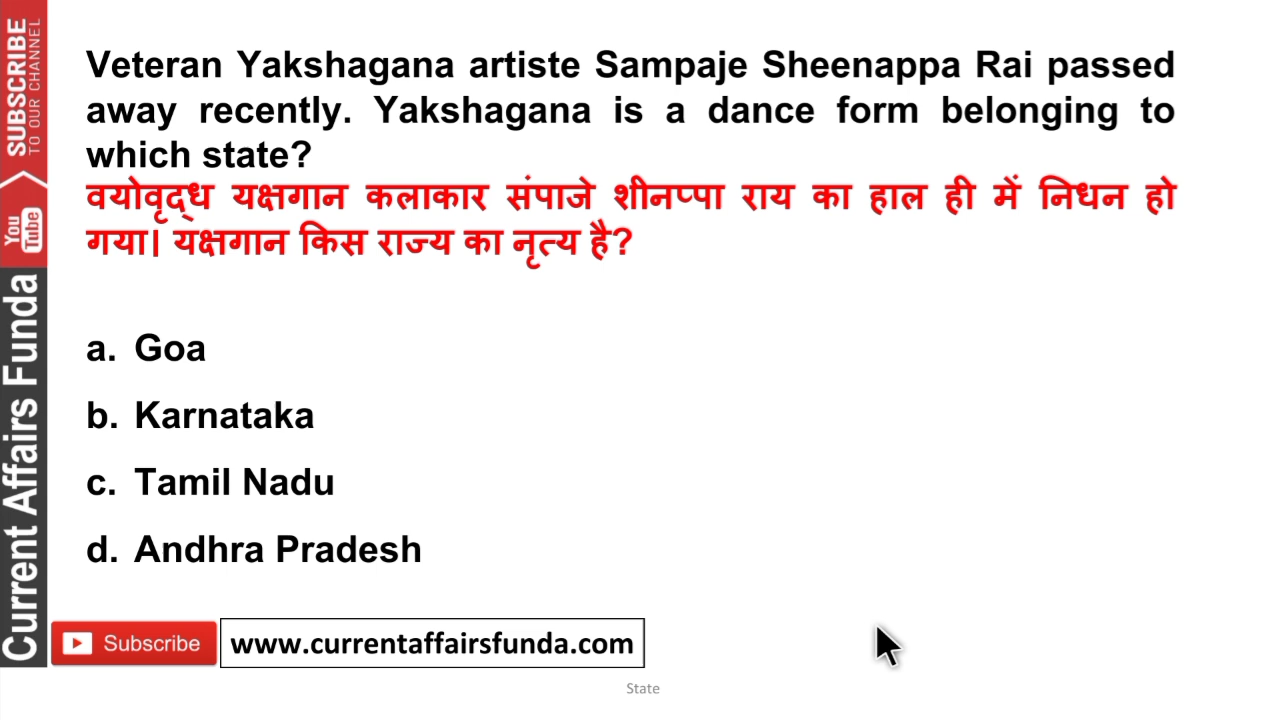 Veteran Yakshagana artiste Sampaje Sheenappa Rai passed
away recently. Yakshagana is a dance form belonging to
which state?
वयोवृद्ध यक्षगान कलाकार संपाजे शीनप्पा राय का हाल ही में निधन हो
गया। यक्षगान किस राज्य का नृत्य है?
a. Goa
b. Karnataka
c. Tamil Nadu
d. Andhra Pradesh
Subscribe
www.currentaffairsfunda.com
State
SUBSCRIBE
TO OUR CHANNEL
You
Tube
Current Affairs Funda